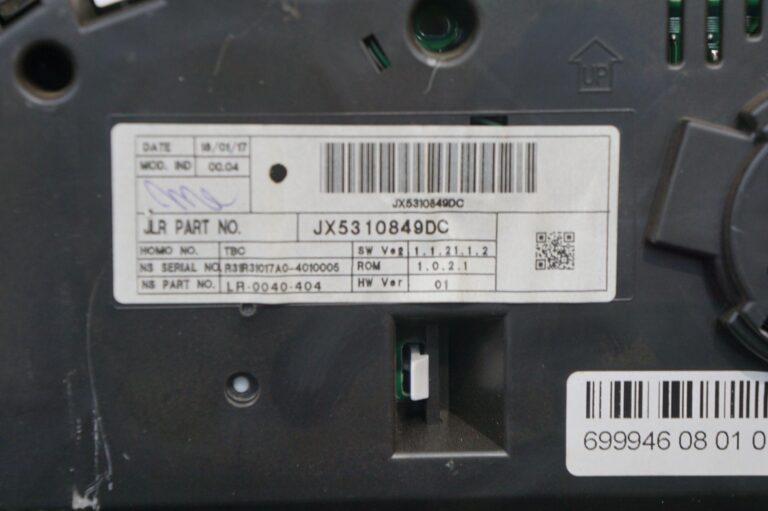 UP
DATE 18/01/17
MOD. IND 00.04
JX5310849DC
JLR PART NO. JX5310849DC
HOMO NO. TBC SW Veg 1.1.21.1.2
NS SERIAL NO. R31R31017A0-4010005 ROM 1.0.2.1
NS PART NO. LR-0040-404 HW Ver 01
699946 08 01 0